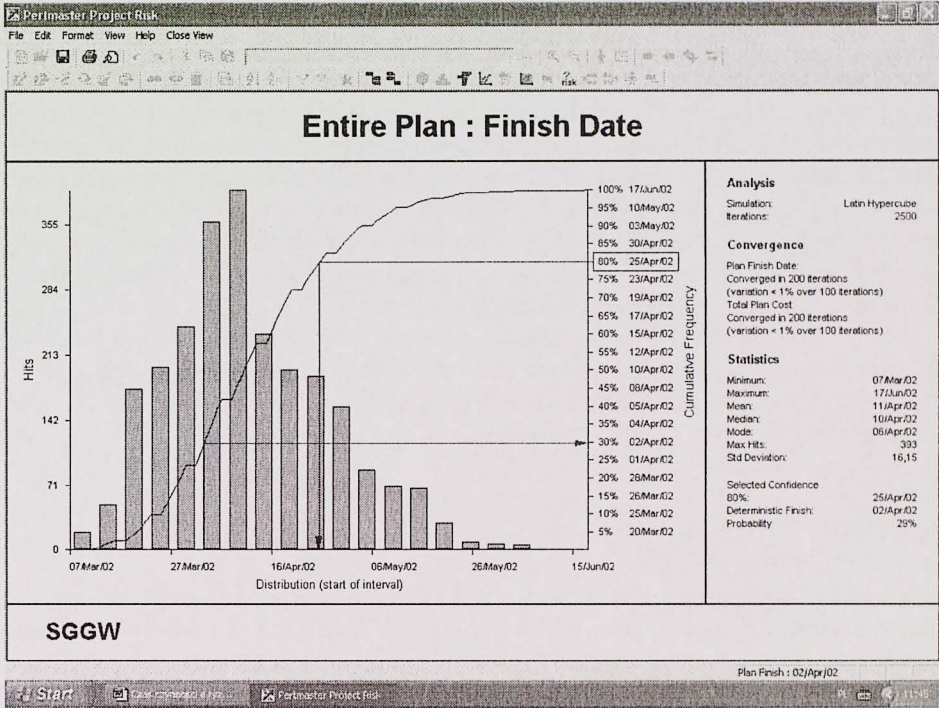 Pertmaster Project Risk
File Edit Format View Help Close View
Entire Plan : Finish Date
Hits
355
284
213
142
71
0
07/Mar/02 27/Mar/02 16/Apr/02 06/May/02 26/May/02 15/Jun/02
Distribution (start of interval)
100% 17/Jun/02
95% 10/May/02
90% 03/May/02
85% 30/Apr/02
80% 25/Apr/02
75% 23/Apr/02
70% 19/Apr/02
65% 17/Apr/02
60% 15/Apr/02
55% 12/Apr/02
50% 10/Apr/02
45% 08/Apr/02
40% 05/Apr/02
35% 04/Apr/02
30% 02/Apr/02
25% 01/Apr/02
20% 28/Mar/02
15% 26/Mar/02
10% 25/Mar/02
5% 20/Mar/02
Cumulative Frequency
Analysis
Simulation: Latin Hypercube
Iterations: 2500
Convergence
Plan Finish Date:
Converged in 200 iterations
(variation < 1% over 100 iterations)
Total Plan Cost
Converged in 200 iterations
(variation < 1% over 100 iterations)
Statistics
Minimum: 07/Mar/02
Maximum: 17/Jun/02
Mean: 11/Apr/02
Median: 10/Apr/02
Mode: 06/Apr/02
Max Hits: 393
Std Deviation: 16,15
Selected Confidence
80%: 25/Apr/02
Deterministic Finish: 02/Apr/02
Probability 29%
SGGW
Plan Finish : 02/Apr/02
Start
Pertmaster Project Risk
PL
11:45